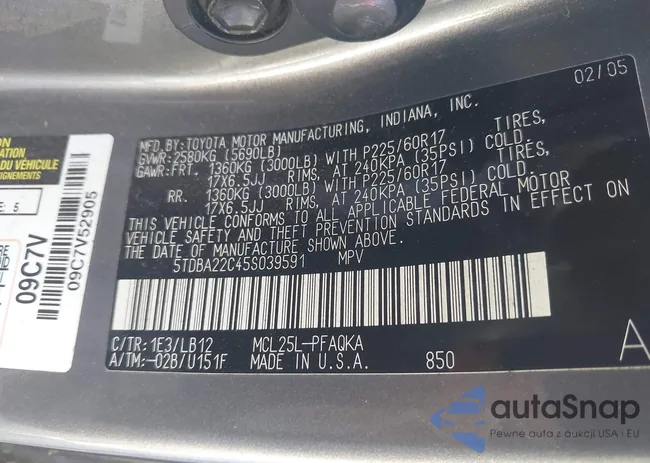 02/05
MFD.BY:TOYOTA MOTOR MANUFACTURING, INDIANA, INC.
GVWR: 2580KG (5690LB)
GAWR:FRT. 1360KG (3000LB) WITH P225/60R17 TIRES,
17X6.5JJ RIMS, AT 240KPA (35PSI) COLD.
RR. 1360KG (3000LB) WITH P225/60R17 TIRES,
17X6.5JJ RIMS, AT 240KPA (35PSI) COLD.
THIS VEHICLE CONFORMS TO ALL APPLICABLE FEDERAL MOTOR
VEHICLE SAFETY AND THEFT PREVENTION STANDARDS IN EFFECT ON
THE DATE OF MANUFACTURE SHOWN ABOVE.
5TDBA22C45S039591 MPV
C/TR:1E3/LB12 MCL25L-PFAQKA
A/TM:-02B/U151F MADE IN U.S.A. 850
A
DU VÉHICULE
E: 5
09C7V
09C7V52905
autaSnap
Pewne auta z aukcji USA i EU